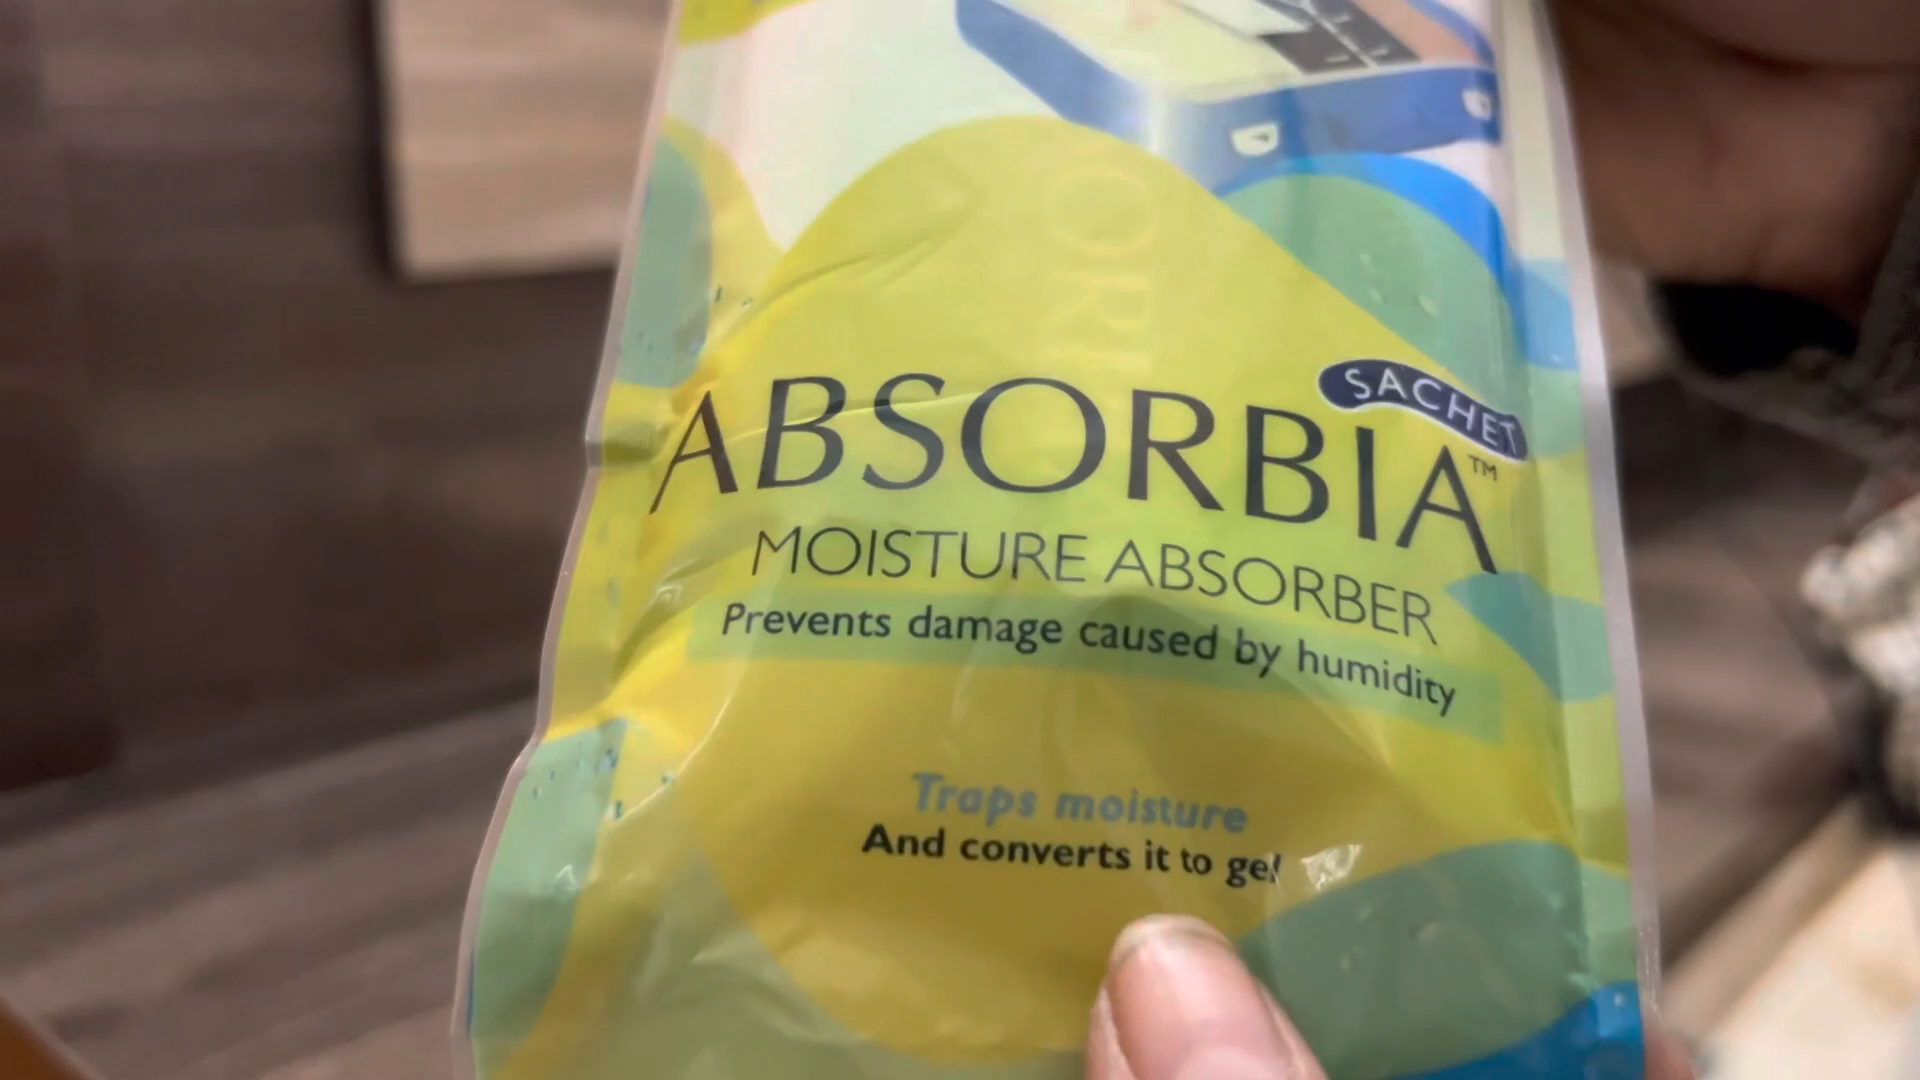 SACHET
ABSORBIA™
MOISTURE ABSORBER
Prevents damage caused by humidity
Traps moisture
And converts it to gel